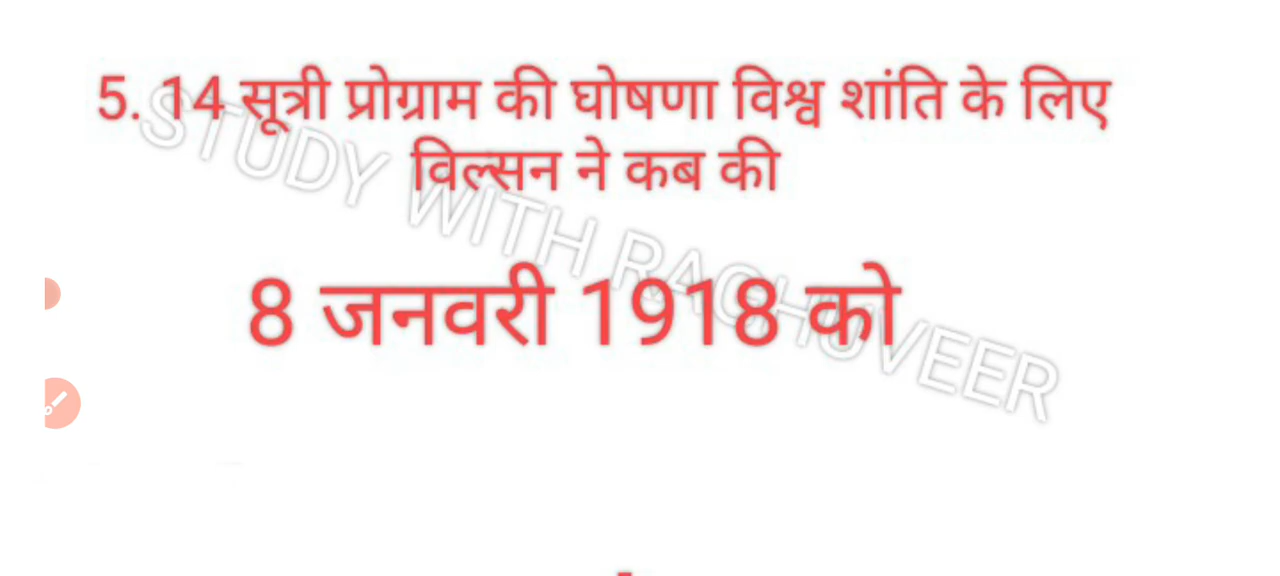 5. 14 सूत्री प्रोग्राम की घोषणा विश्व शांति के लिए
विल्सन ने कब की
8 जनवरी 1918 को
STUDY WITH RAGHUVEER